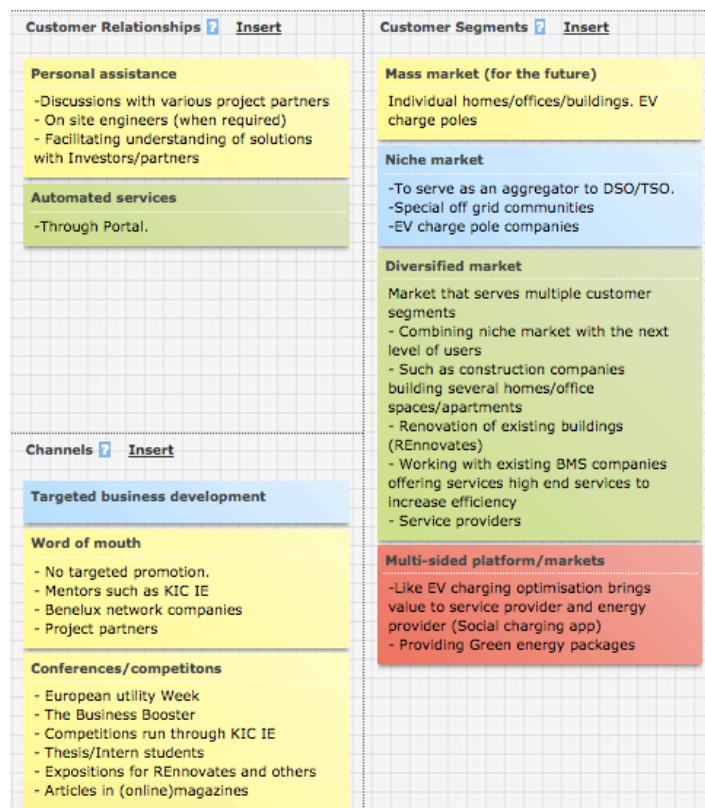 Customer Relationships ? Insert
Personal assistance
-Discussions with various project partners
- On site engineers (when required)
- Facilitating understanding of solutions
with Investors/partners
Automated services
-Through Portal.
Channels ? Insert
Targeted business development
Word of mouth
- No targeted promotion.
- Mentors such as KIC IE
- Benelux network companies
- Project partners
Conferences/competitons
- European utility Week
- The Business Booster
- Competitions run through KIC IE
- Thesis/Intern students
- Expositions for REnnovates and others
- Articles in (online)magazines
Customer Segments ? Insert
Mass market (for the future)
Individual homes/offices/buildings. EV
charge poles
Niche market
-To serve as an aggregator to DSO/TSO.
-Special off grid communities
-EV charge pole companies
Diversified market
Market that serves multiple customer
segments
- Combining niche market with the next
level of users
- Such as construction companies
building several homes/office
spaces/apartments
- Renovation of existing buildings
(REnnovates)
- Working with existing BMS companies
offering services high end services to
increase efficiency
- Service providers
Multi-sided platform/markets
-Like EV charging optimisation brings
value to service provider and energy
provider (Social charging app)
- Providing Green energy packages